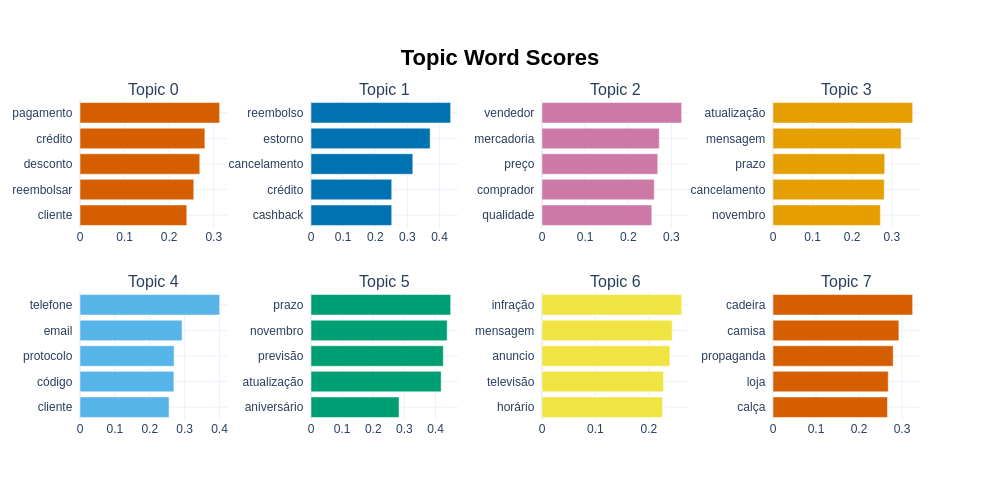 Topic Word Scores
Topic 0
pagamento
crédito
desconto
reembolsar
cliente
0 0.1 0.2 0.3
Topic 1
reembolso
estorno
cancelamento
crédito
cashback
0 0.1 0.2 0.3 0.4
Topic 2
vendedor
mercadoria
preço
comprador
qualidade
0 0.1 0.2 0.3
Topic 3
atualização
mensagem
prazo
cancelamento
novembro
0 0.1 0.2 0.3
Topic 4
telefone
email
protocolo
código
cliente
0 0.1 0.2 0.3 0.4
Topic 5
prazo
novembro
previsão
atualização
aniversário
0 0.1 0.2 0.3 0.4
Topic 6
infração
mensagem
anuncio
televisão
horário
0 0.1 0.2
Topic 7
cadeira
camisa
propaganda
loja
calça
0 0.1 0.2 0.3